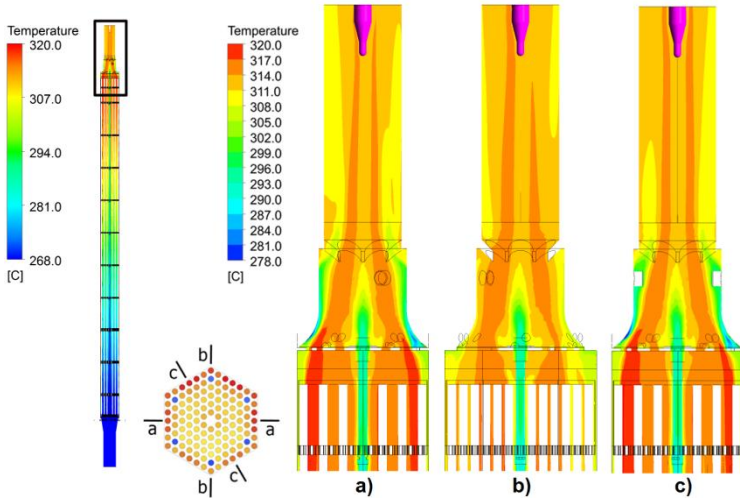 Temperature
320.0
307.0
294.0
281.0
268.0
[C]
Temperature
320.0
317.0
314.0
311.0
308.0
305.0
302.0
299.0
296.0
293.0
290.0
287.0
284.0
281.0
278.0
[C]
b
c
a
a
c
b
a)
b)
c)